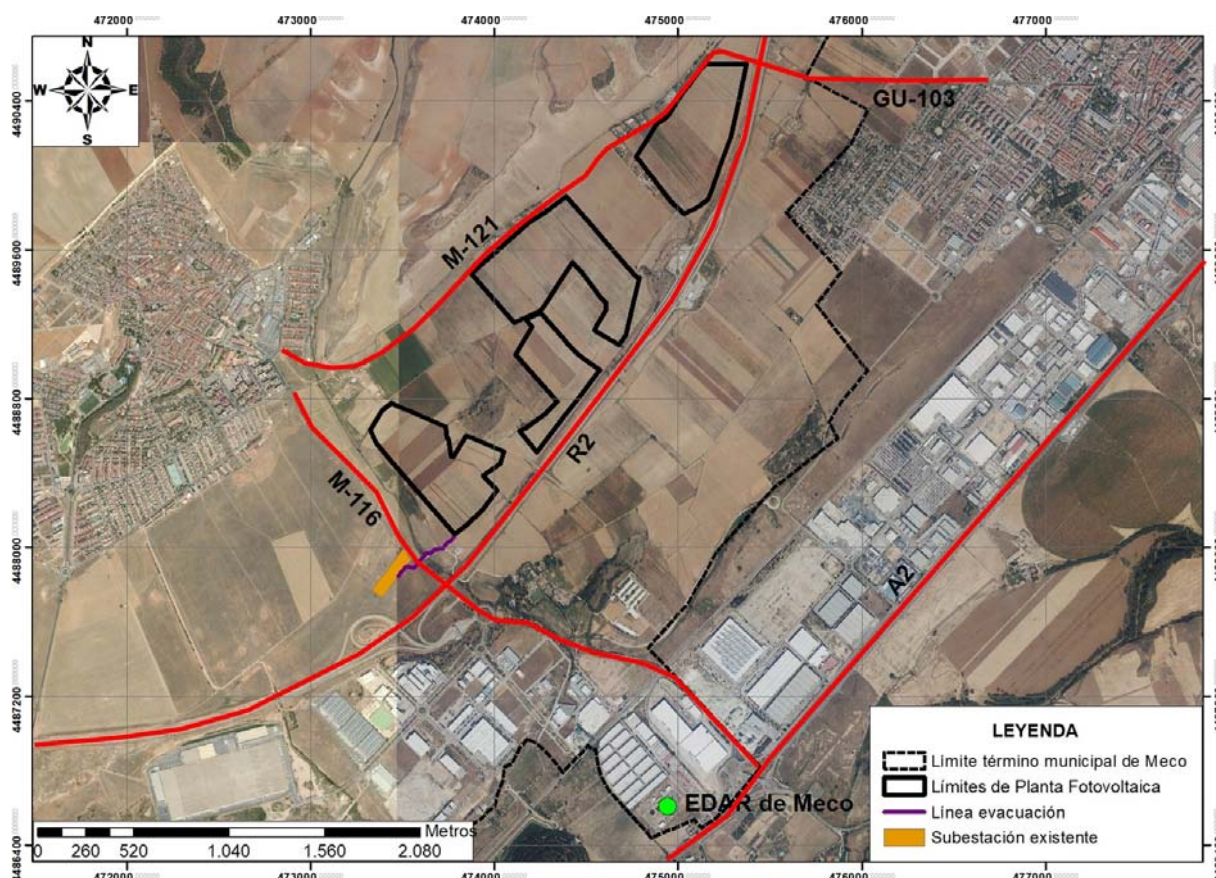 472000 473000 474000 475000 476000 477000
N
W E
S
4490400
4489600
4488800
4488000
4487200
4486400
GU-103
M-121
R2
M-116
A2
EDAR de Meco
LEYENDA
Límite término municipal de Meco
Límites de Planta Fotovoltaica
Línea evacuación
Subestación existente
Metros
0 260 520 1.040 1.560 2.080
472000 473000 474000 475000 476000 477000